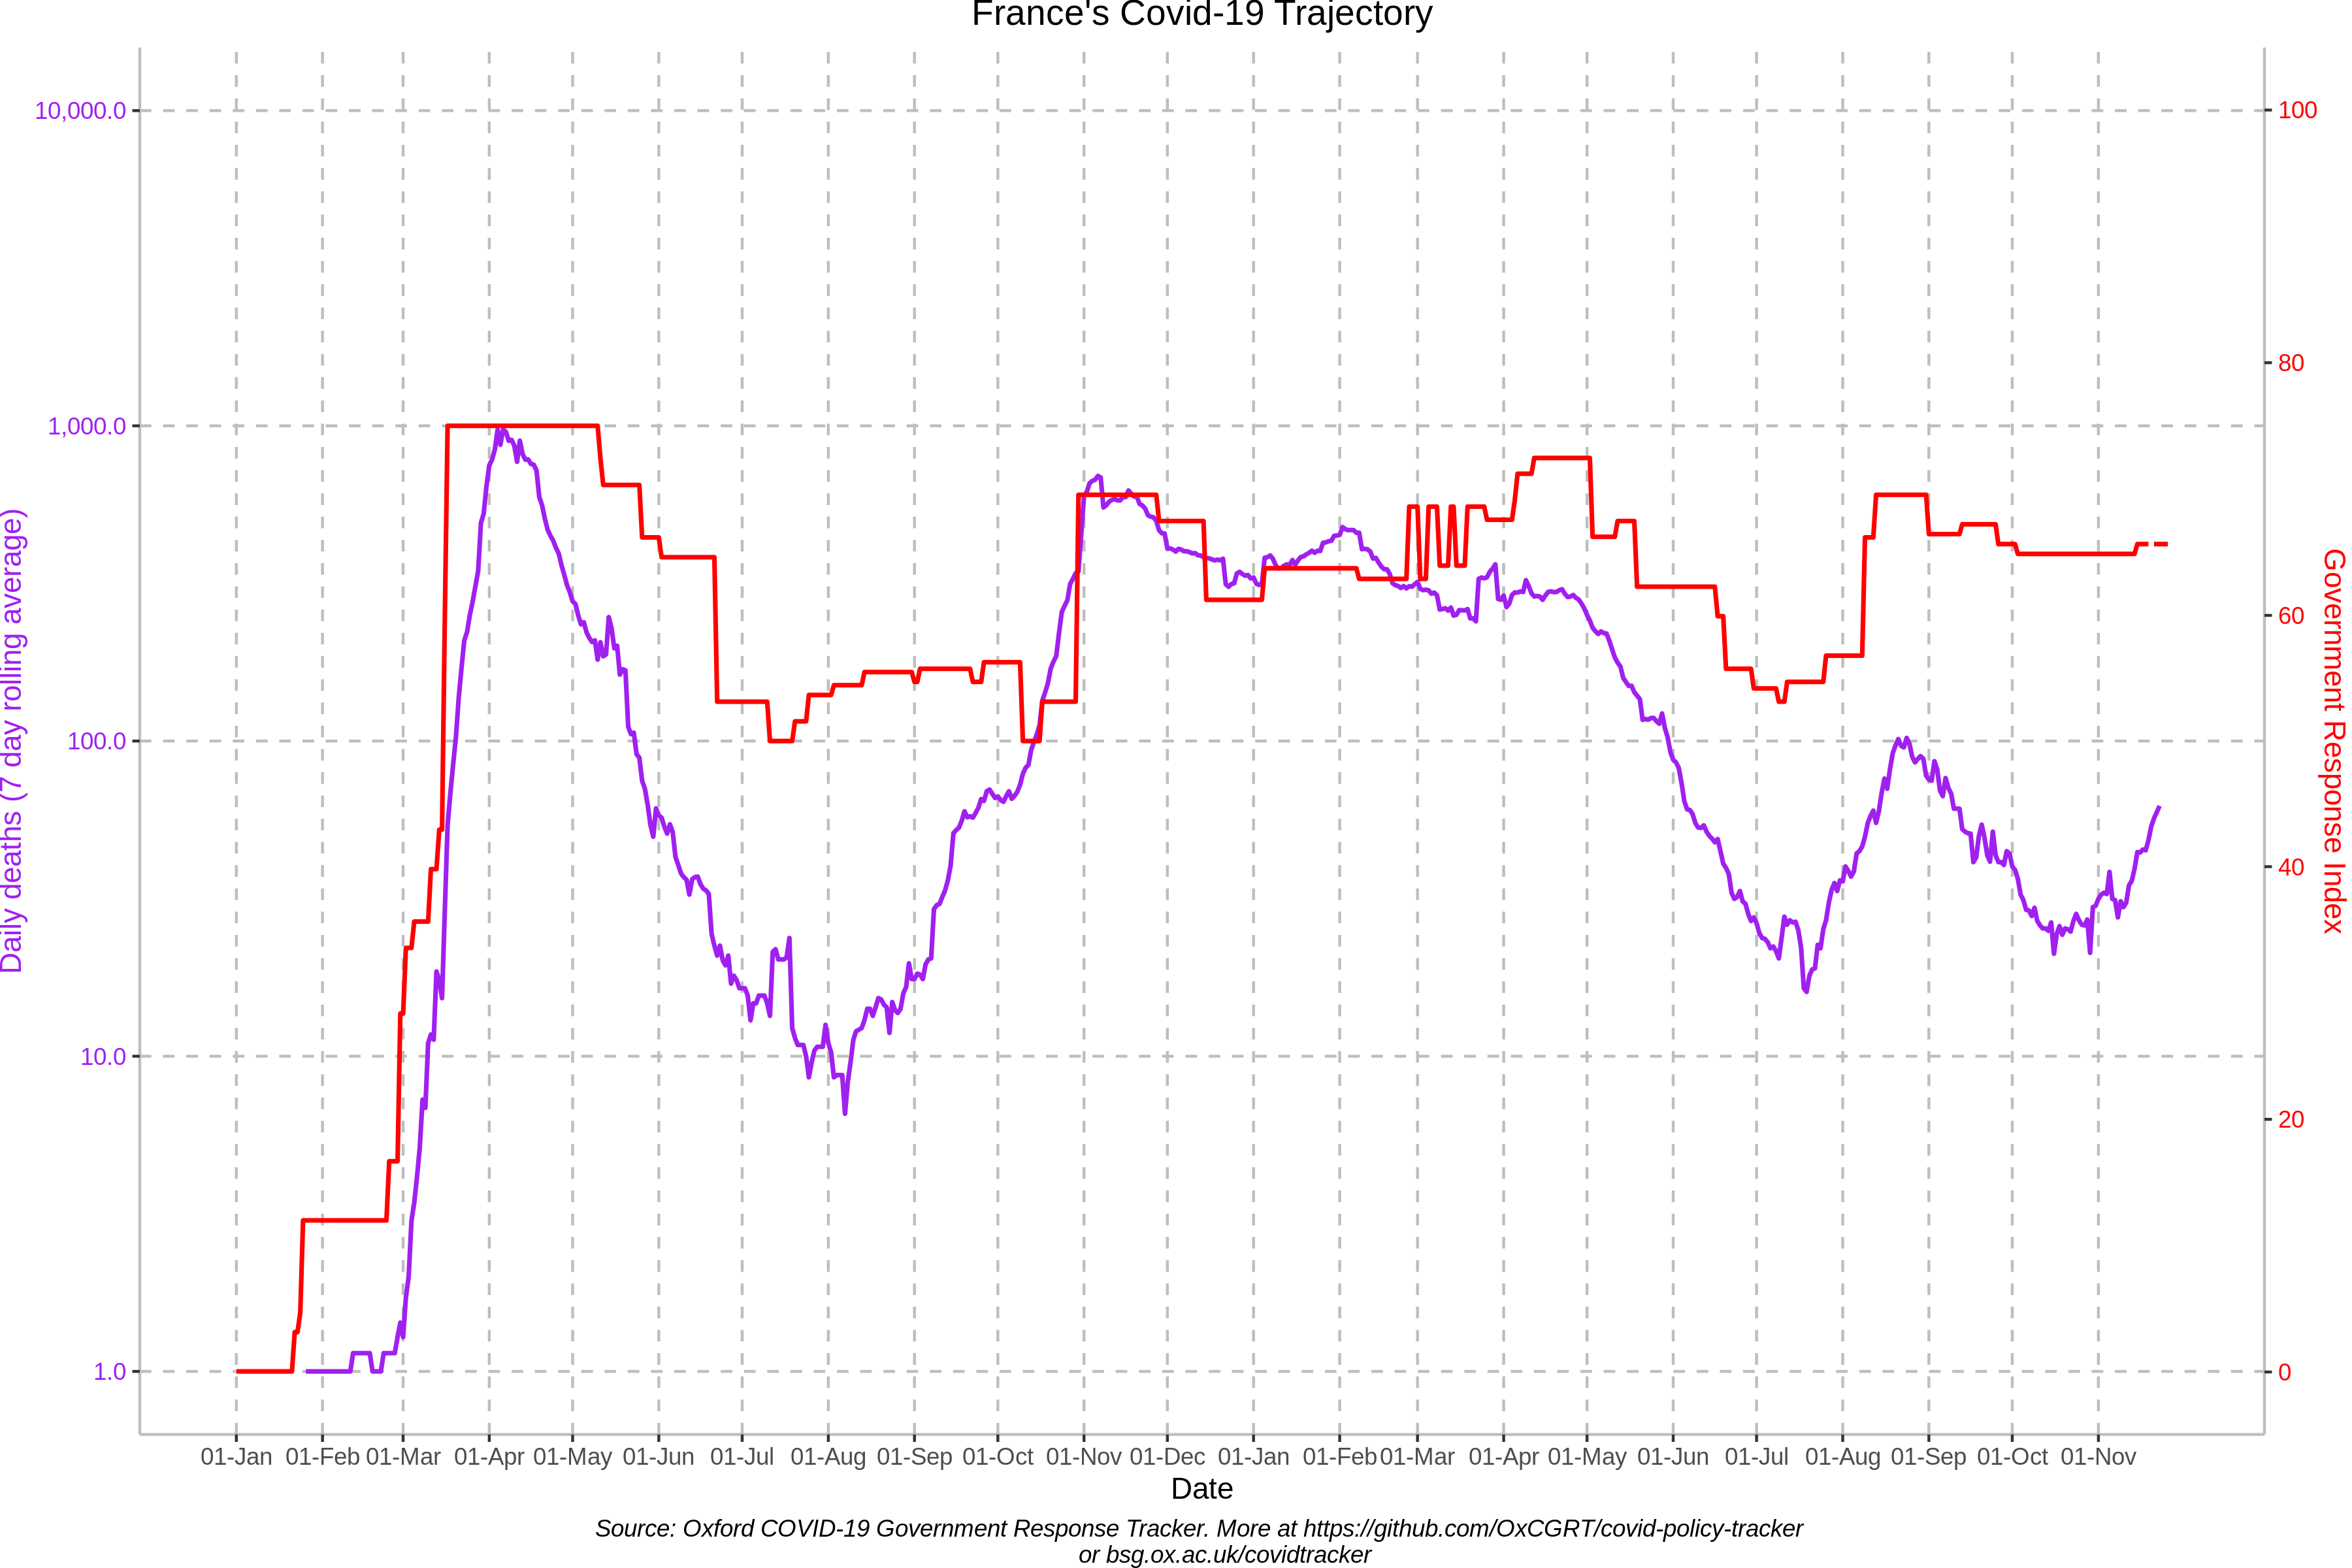 France's Covid-19 Trajectory
10,000.0
1,000.0
100.0
10.0
1.0
Daily deaths (7 day rolling average)
100
80
60
40
20
0
Government Response Index
01-Jan 01-Feb 01-Mar 01-Apr 01-May 01-Jun 01-Jul 01-Aug 01-Sep 01-Oct 01-Nov 01-Dec 01-Jan 01-Feb 01-Mar 01-Apr 01-May 01-Jun 01-Jul 01-Aug 01-Sep 01-Oct 01-Nov
Date
Source: Oxford COVID-19 Government Response Tracker. More at https://github.com/OxCGRT/covid-policy-tracker
or bsg.ox.ac.uk/covidtracker